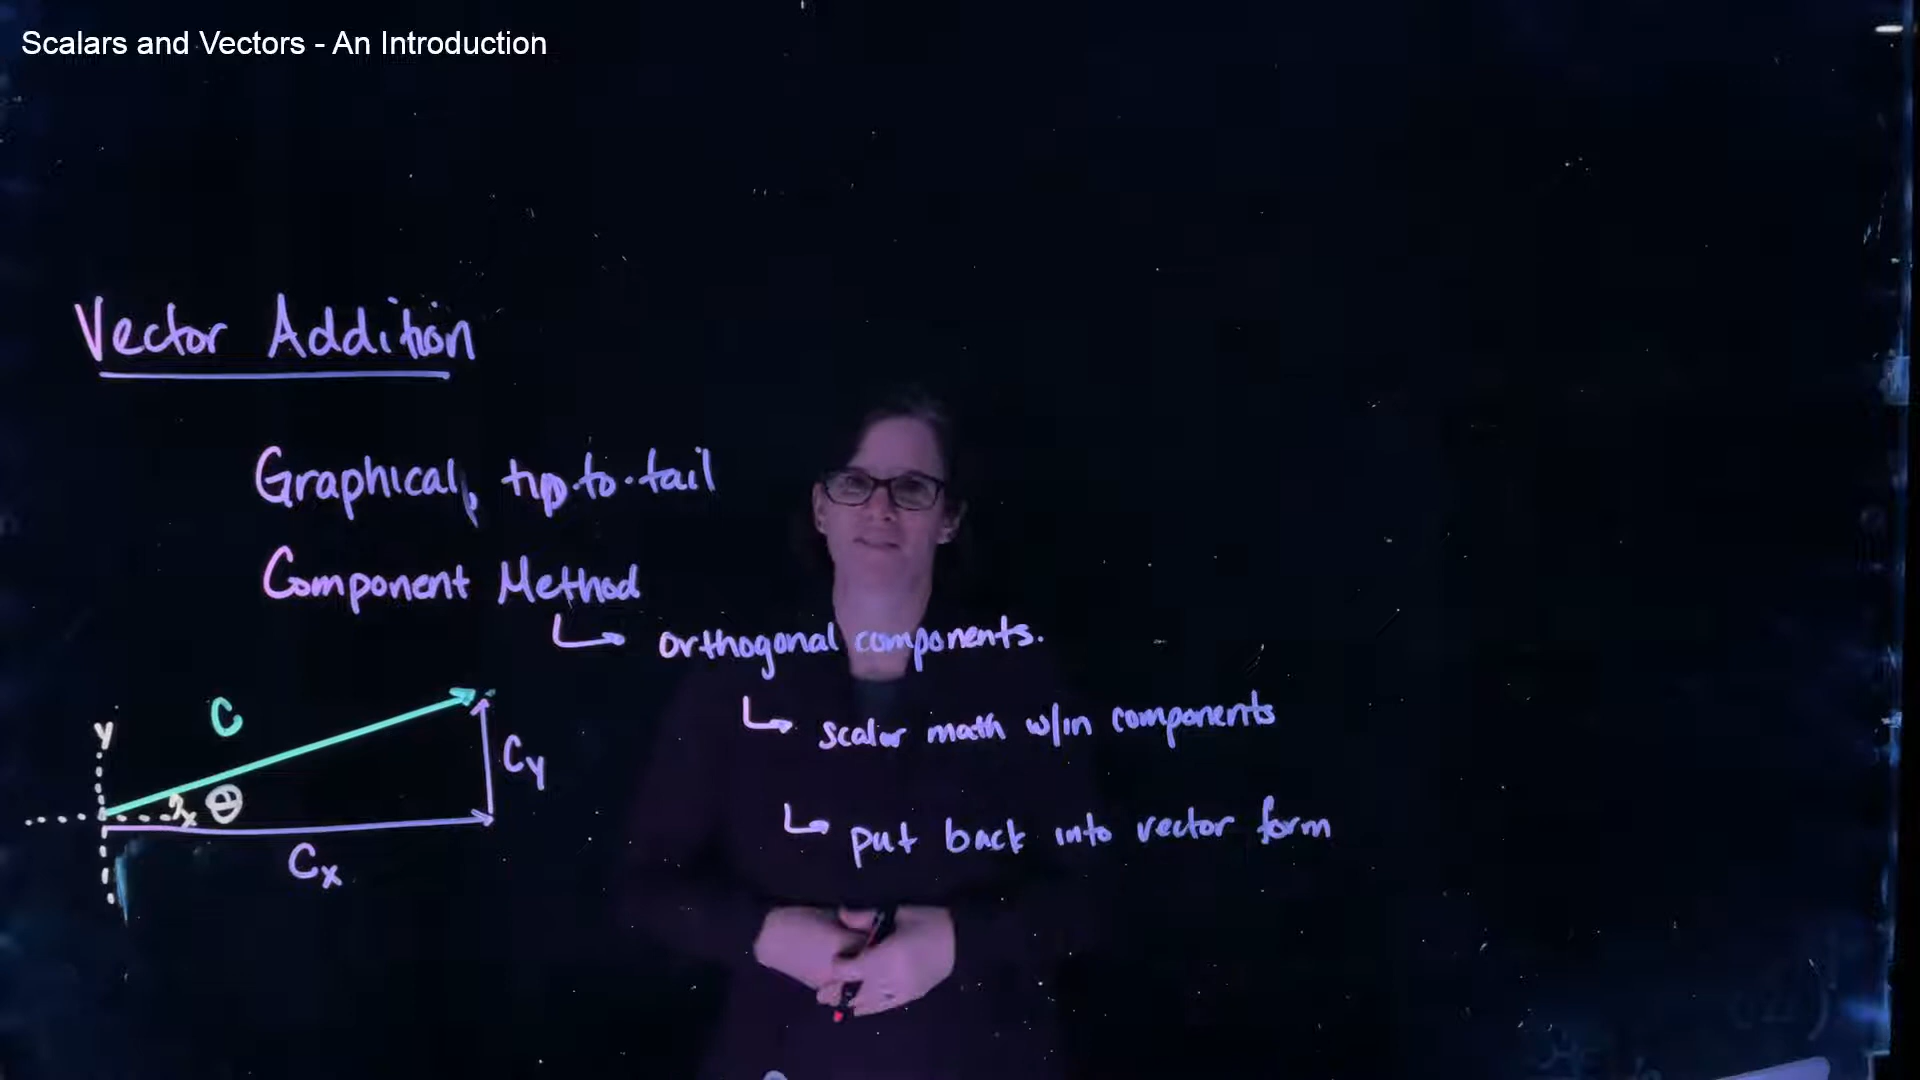 Scalars and Vectors - An Introduction
Vector Addition
Graphical, tip-to-tail
Component Method
orthogonal components.
scalar math w/in components
put back into vector form
y
C
Cy
x
θ
Cx